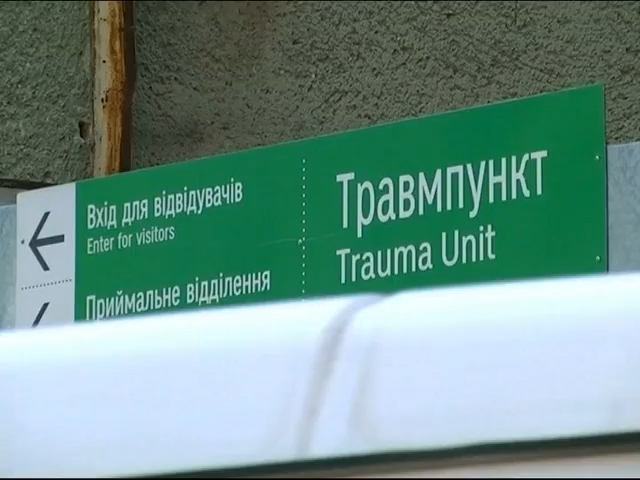 Вхід для відвідувачів
Enter for visitors
Приймальне відділення
Травмпункт
Trauma Unit